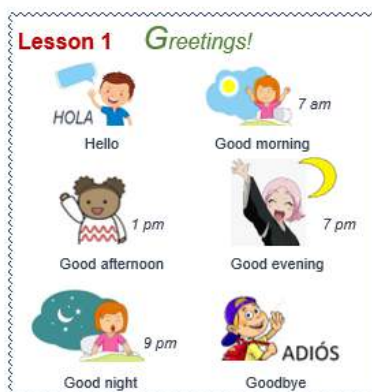 Lesson 1 Greetings!
HOLA
Hello
7 am
Good morning
1 pm
Good afternoon
7 pm
Good evening
9 pm
Good night
ADIÓS
Goodbye